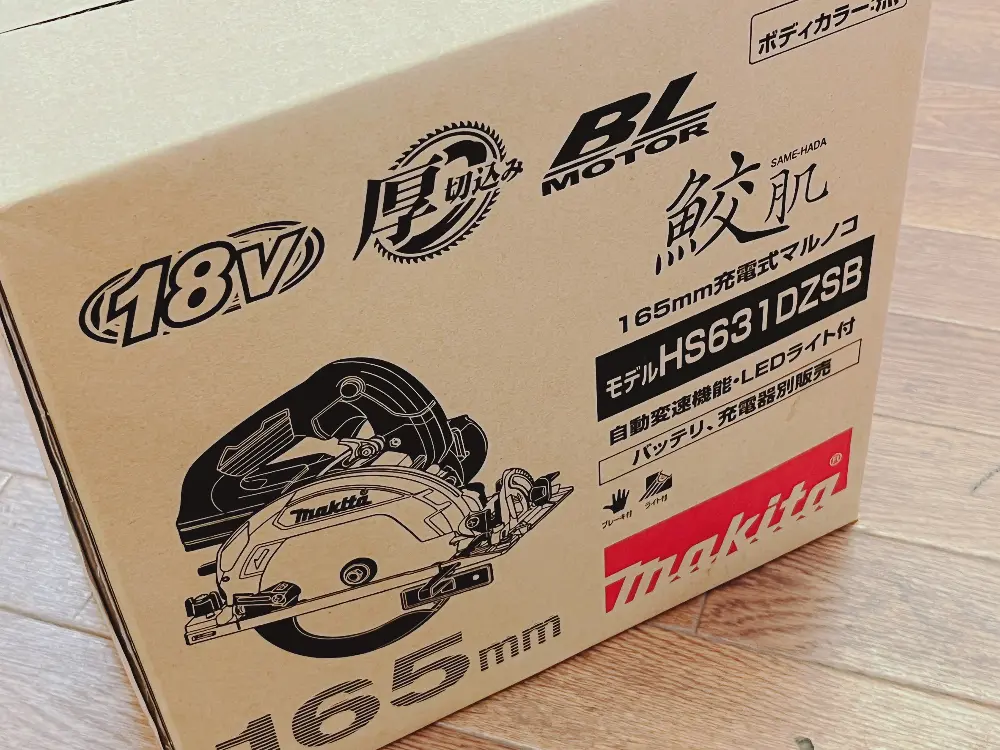 ボディカラー:黒
BL
MOTOR
厚切込み
18V
SAME-HADA
鮫肌
165mm充電式マルノコ
モデルHS631DZSB
自動変速機能・LEDライト付
バッテリ、充電器別販売
ブレーキ付
ライト付
makita®
makita
165mm